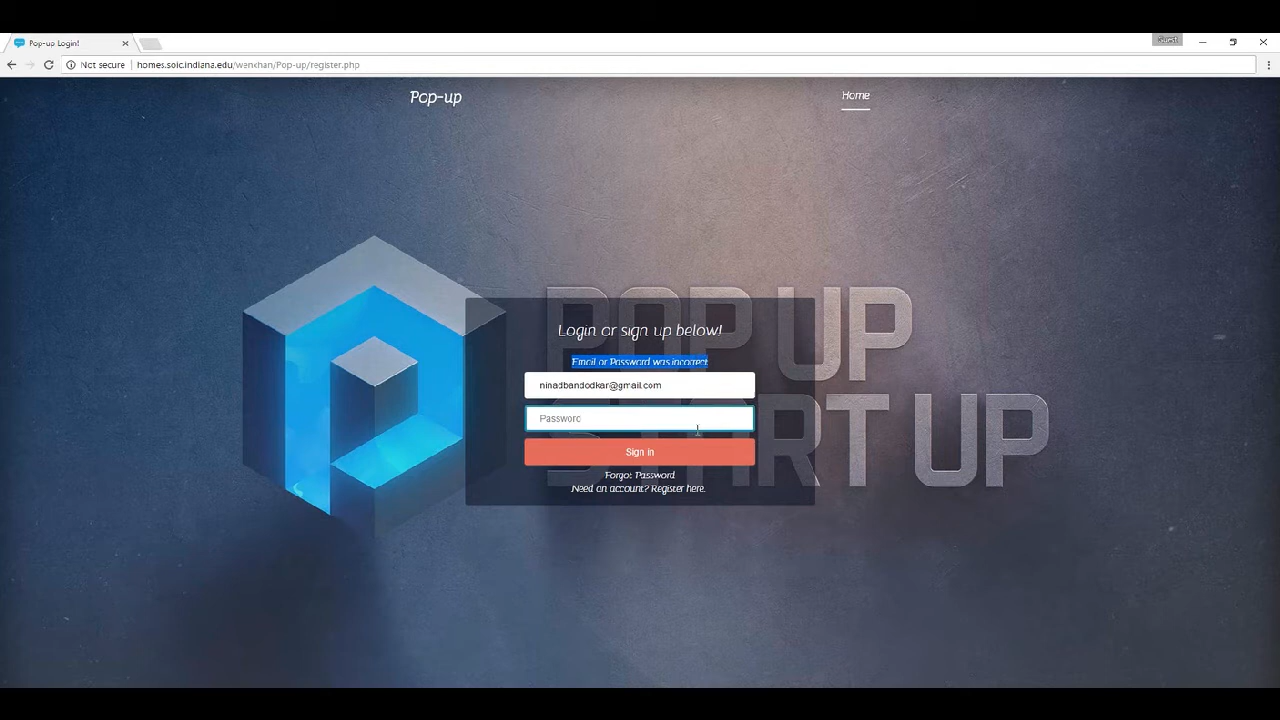 Pop-up Login!
Guest
Not secure
homes.soic.indiana.edu/wenxhan/Pop-up/register.php
Pop-up
Home
POP UP
START UP
Login or sign up below!
Email or Password was incorrect
ninadbandodkar@gmail.com
Password
Sign in
Forgot Password
Need an account? Register here.